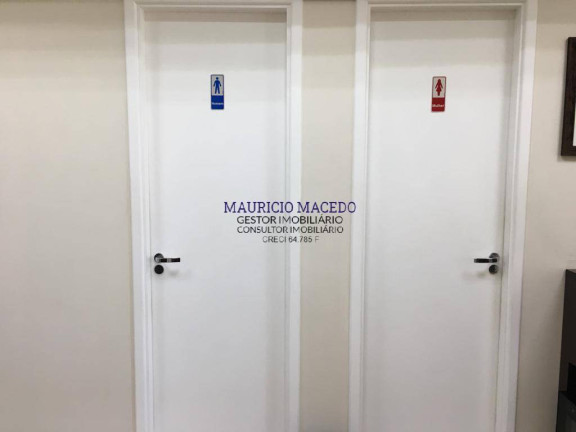 MAURICIO MACEDO
GESTOR IMOBILIÁRIO
CONSULTOR IMOBILIÁRIO
CRECI 64.785 F